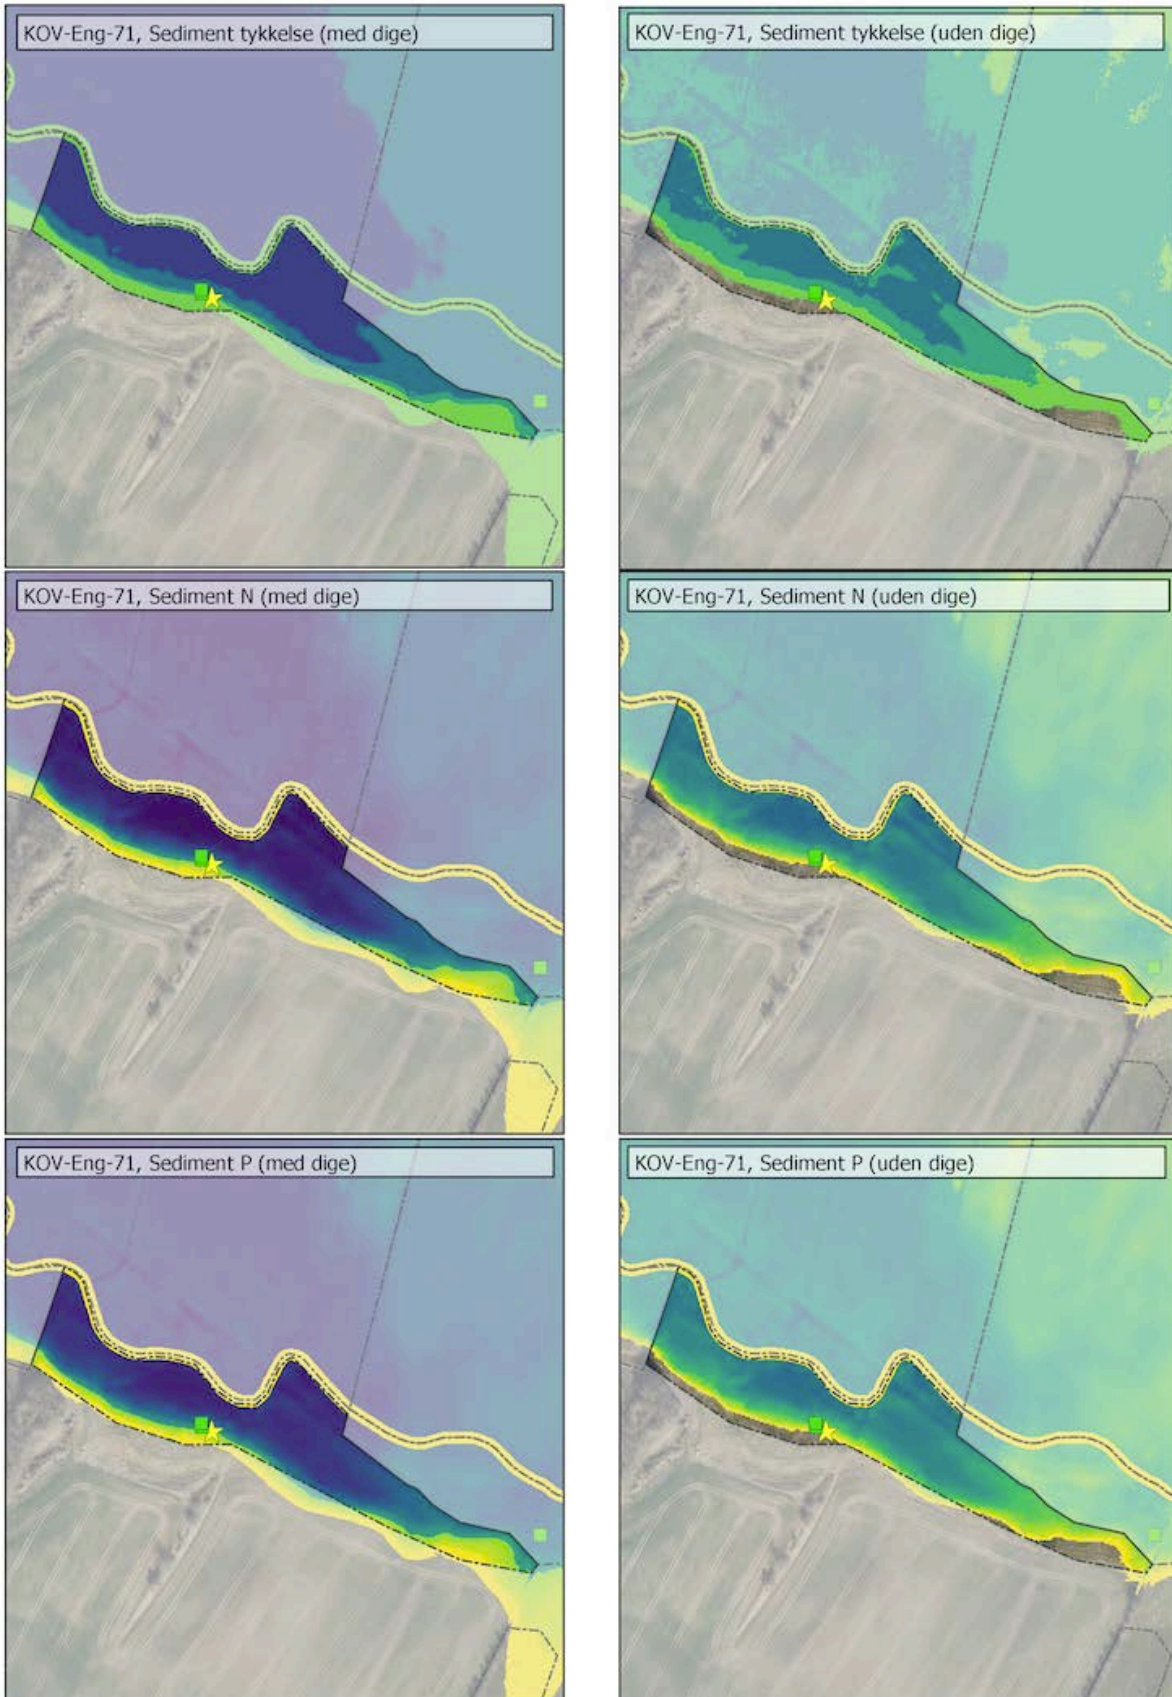 KOV-Eng-71, Sediment tykkelse (med dige)
KOV-Eng-71, Sediment tykkelse (uden dige)
KOV-Eng-71, Sediment N (med dige)
KOV-Eng-71, Sediment N (uden dige)
KOV-Eng-71, Sediment P (med dige)
KOV-Eng-71, Sediment P (uden dige)